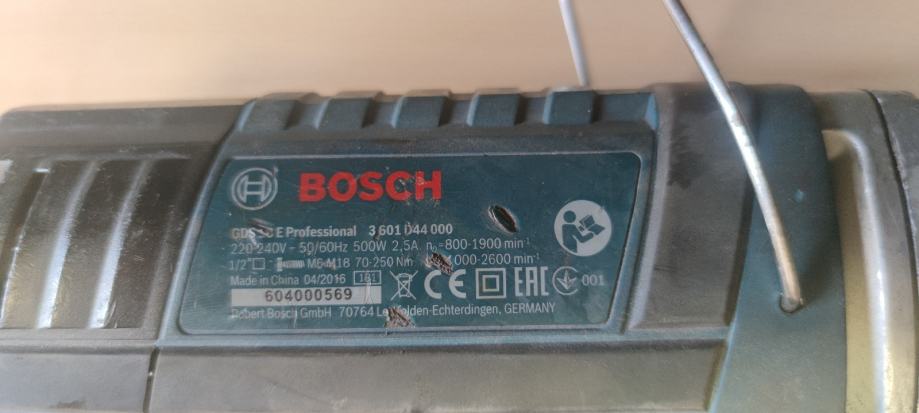 BOSCH
E Professional 3 601 D44 000
220-240V ~ 50/60Hz 500W 2,5A n₀=800-1900 min⁻¹
1/2" M6-M18 70-250 Nm 1000-2600 min⁻¹
Made in China 04/2016 161 CE EAC 001
604000569
Robert Bosch GmbH 70764 Leinfelden-Echterdingen, GERMANY